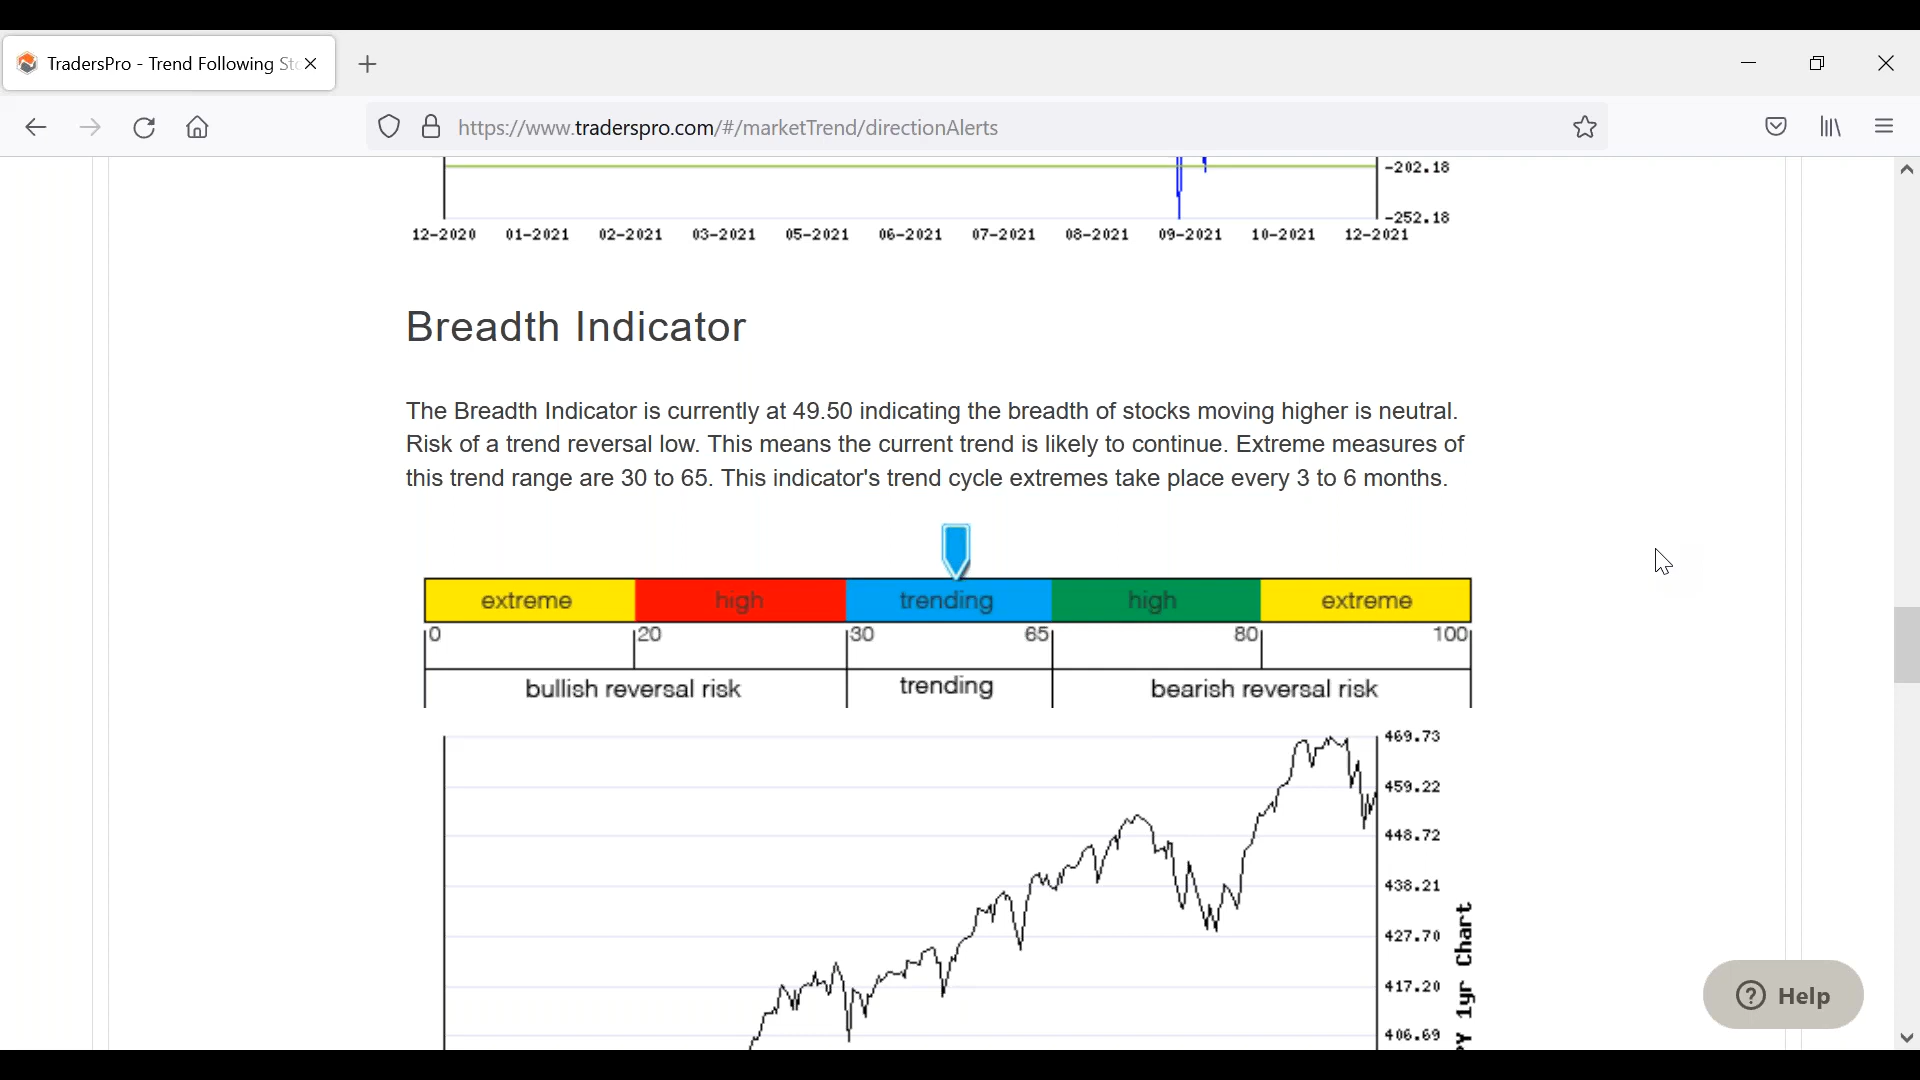 TradersPro - Trend Following
https://www.traderspro.com/#/marketTrend/directionAlerts
-202.18
-252.18
12-2020 01-2021 02-2021 03-2021 05-2021 06-2021 07-2021 08-2021 09-2021 10-2021 12-2021
Breadth Indicator
The Breadth Indicator is currently at 49.50 indicating the breadth of stocks moving higher is neutral.
Risk of a trend reversal low. This means the current trend is likely to continue. Extreme measures of
this trend range are 30 to 65. This indicator's trend cycle extremes take place every 3 to 6 months.
extreme high trending high extreme
0 20 30 65 80 100
bullish reversal risk trending bearish reversal risk
469.73
459.22
448.72
438.21
427.70
417.20
406.69
1yr Chart
Help